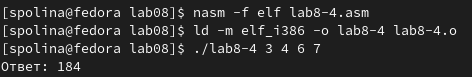 [spolina@fedora lab08]$ nasm -f elf lab8-4.asm
[spolina@fedora lab08]$ ld -m elf_i386 -o lab8-4 lab8-4.o
[spolina@fedora lab08]$ ./lab8-4 3 4 6 7
Ответ: 184